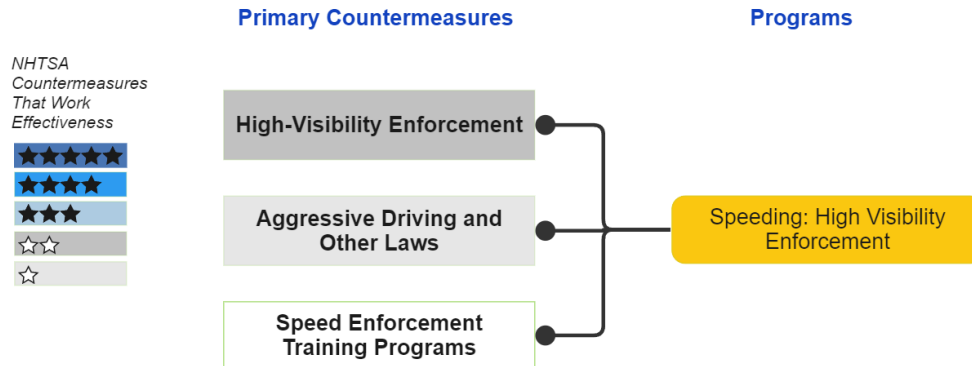 Primary Countermeasures
Programs
NHTSA
Countermeasures
That Work
Effectiveness
High-Visibility Enforcement
Aggressive Driving and
Other Laws
Speed Enforcement
Training Programs
Speeding: High Visibility
Enforcement